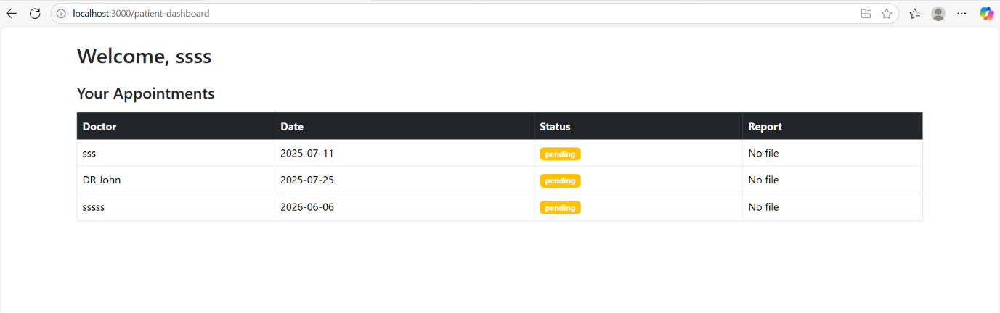 localhost:3000/patient-dashboard
Welcome, ssss
Your Appointments
Doctor Date Status Report
sss 2025-07-11 pending No file
DR John 2025-07-25 pending No file
sssss 2026-06-06 pending No file